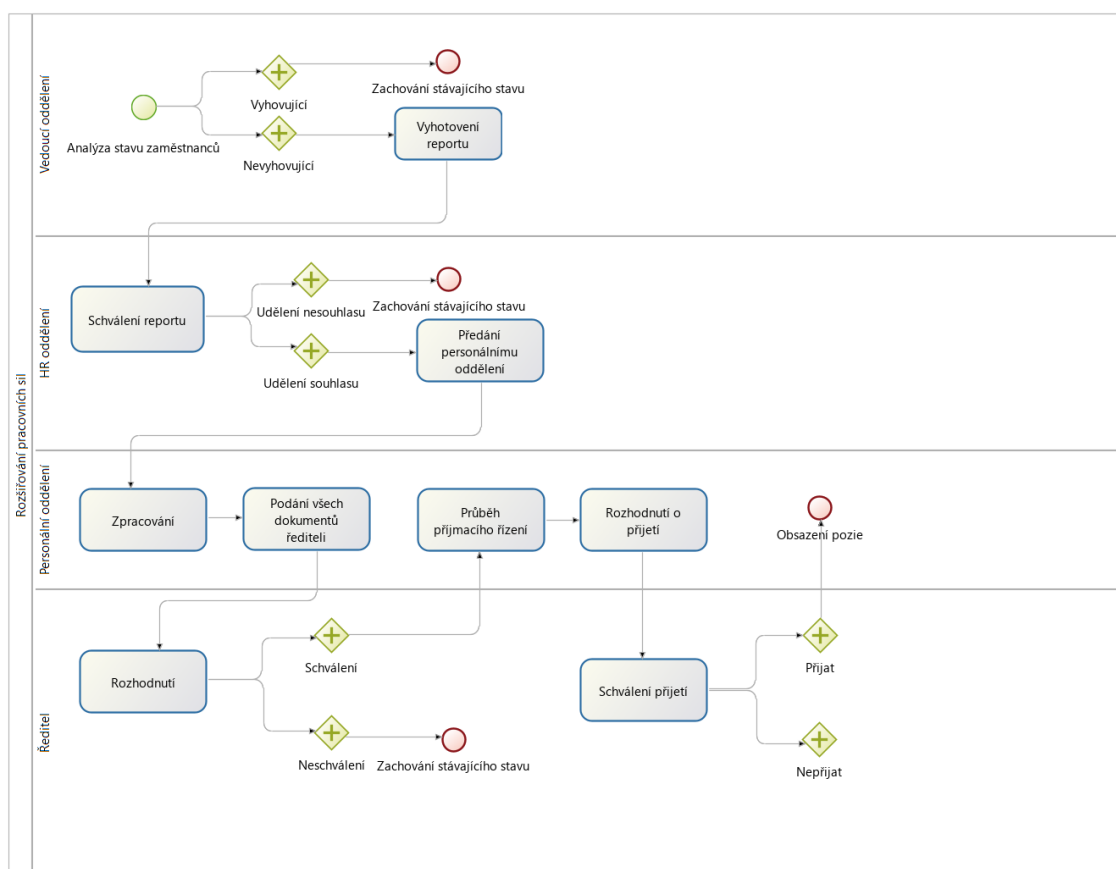 Rozšiřování pracovních sil
Vedoucí oddělení
Analýza stavu zaměstnanců
Vyhovující
Nevyhovující
Zachování stávajícího stavu
Vyhotovení
reportu
HR oddělení
Schválení reportu
Udělení nesouhlasu
Udělení souhlasu
Zachování stávajícího stavu
Předání
personálnímu
oddělení
Personální oddělení
Zpracování
Podání všech
dokumentů
řediteli
Průběh
příjmacího řízení
Rozhodnutí o
přijetí
Obsazení pozie
Ředitel
Rozhodnutí
Schválení
Neschválení
Zachování stávajícího stavu
Schválení přijetí
Přijat
Nepřijat